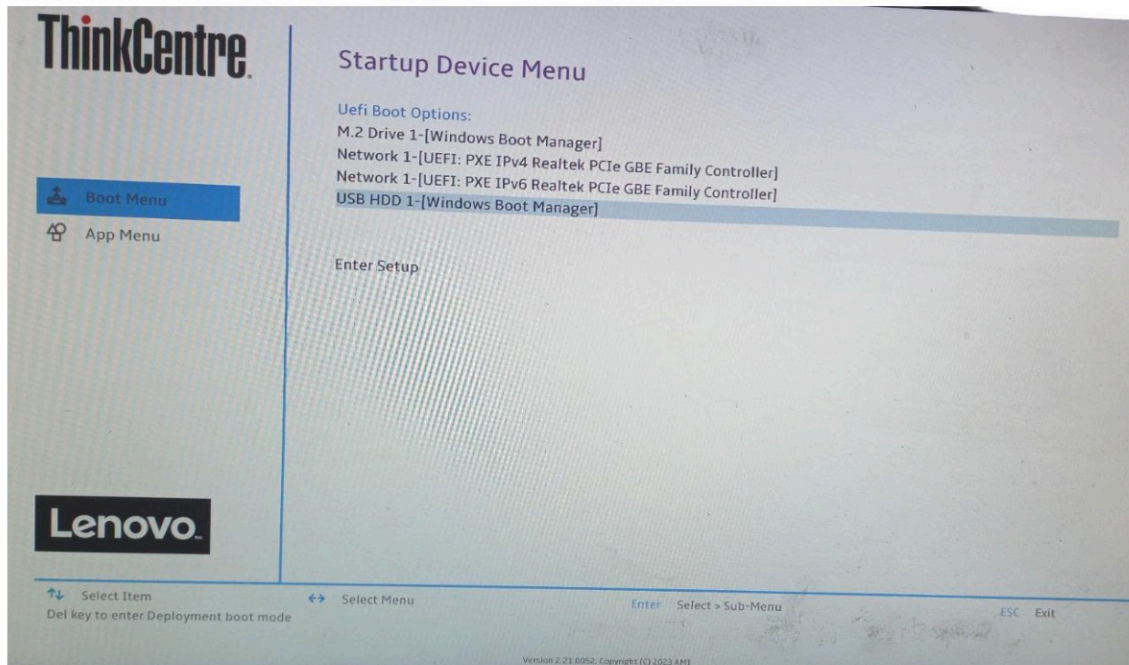 ThinkCentre.
Boot Menu
App Menu
Lenovo.
Startup Device Menu
Uefi Boot Options:
M.2 Drive 1-[Windows Boot Manager]
Network 1-[UEFI: PXE IPv4 Realtek PCIe GBE Family Controller]
Network 1-[UEFI: PXE IPv6 Realtek PCIe GBE Family Controller]
USB HDD 1-[Windows Boot Manager]
Enter Setup
↑↓ Select Item
↔ Select Menu
Enter Select > Sub-Menu
ESC Exit
Del key to enter Deployment boot mode
Version 2.21.0052. Copyright (C) 2023 AMI